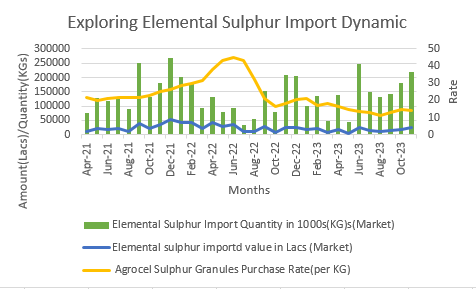 Exploring Elemental Sulphur Import Dynamic
Amount(Lacs)/Quantity(KGs)
300000
250000
200000
150000
100000
50000
0
50
40
30
20
10
0
Rate
Apr-21
Jun-21
Aug-21
Oct-21
Dec-21
Feb-22
Apr-22
Jun-22
Aug-22
Oct-22
Dec-22
Feb-23
Apr-23
Jun-23
Aug-23
Oct-23
Months
Elemental Sulphur Import Quantity in 1000s(KG)s(Market)
Elemental sulphur importd value in Lacs (Market)
Agrocel Sulphur Granules Purchase Rate(per KG)